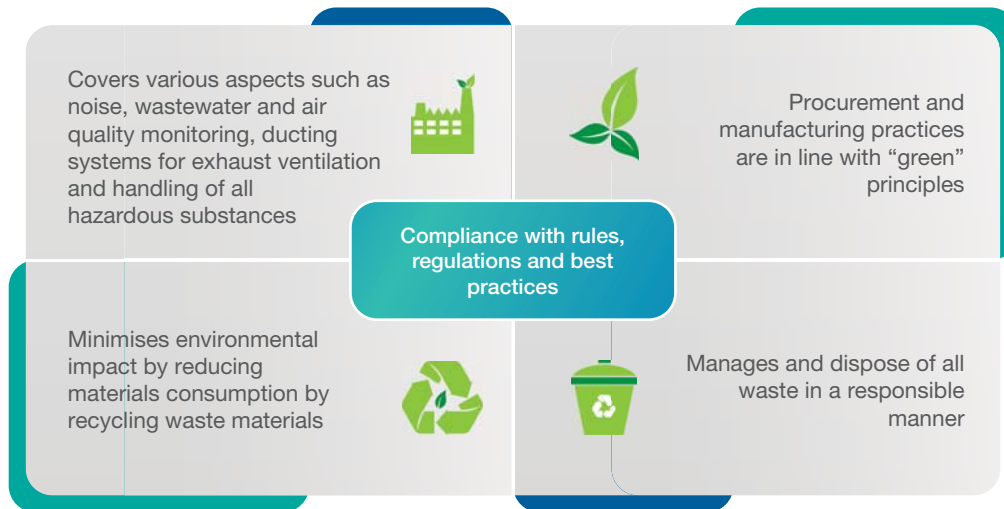 Covers various aspects such as
noise, wastewater and air
quality monitoring, ducting
systems for exhaust ventilation
and handling of all
hazardous substances
Procurement and
manufacturing practices
are in line with “green”
principles
Compliance with rules,
regulations and best
practices
Minimises environmental
impact by reducing
materials consumption by
recycling waste materials
Manages and dispose of all
waste in a responsible
manner